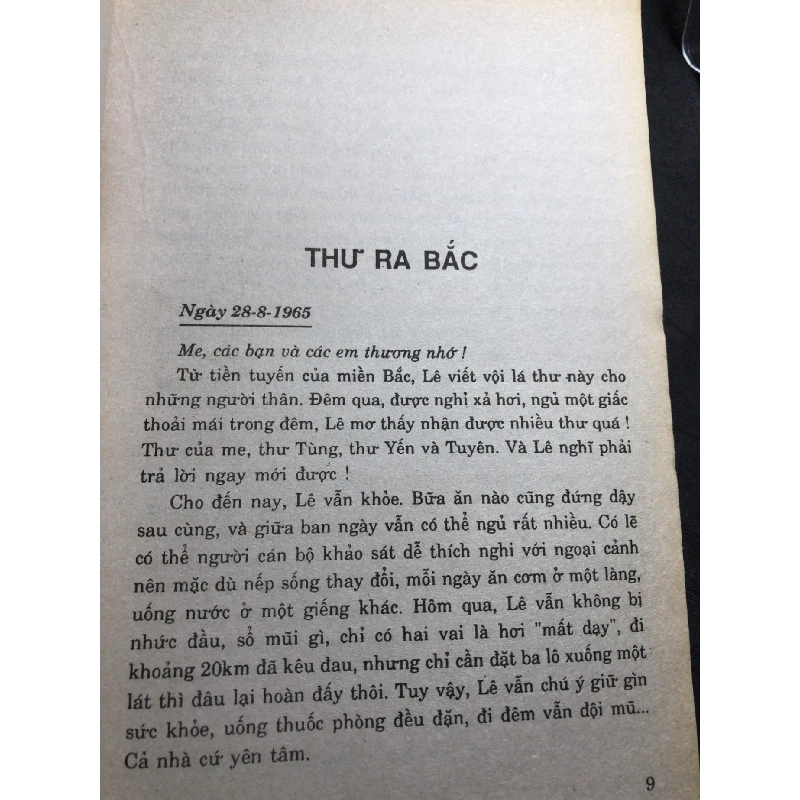 THƯ RA BẮC
Ngày 28-8-1965
Me, các bạn và các em thương nhớ !
Từ tiền tuyến của miền Bắc, Lê viết vội lá thư này cho
những người thân. Đêm qua, được nghỉ xả hơi, ngủ một giấc
thoải mái trong đêm, Lê mơ thấy nhận được nhiều thư quá !
Thư của me, thư Tùng, thư Yến và Tuyên. Và Lê nghĩ phải
trả lời ngay mới được !
Cho đến nay, Lê vẫn khỏe. Bữa ăn nào cũng đứng dậy
sau cùng, và giữa ban ngày vẫn có thể ngủ rất nhiều. Có lẽ
có thể người cán bộ khảo sát dễ thích nghi với ngoại cảnh
nên mặc dù nếp sống thay đổi, mỗi ngày ăn cơm ở một làng,
uống nước ở một giếng khác. Hôm qua, Lê vẫn không bị
nhức đầu, sổ mũi gì, chỉ có hai vai là hơi "mất dạy", đi
khoảng 20km đã kêu đau, nhưng chỉ cần đặt ba lô xuống một
lát thì đâu lại hoàn đấy thôi. Tuy vậy, Lê vẫn chú ý giữ gìn
sức khỏe, uống thuốc phòng đều đặn, đi đêm vẫn đội mũ...
Cả nhà cứ yên tâm.
9